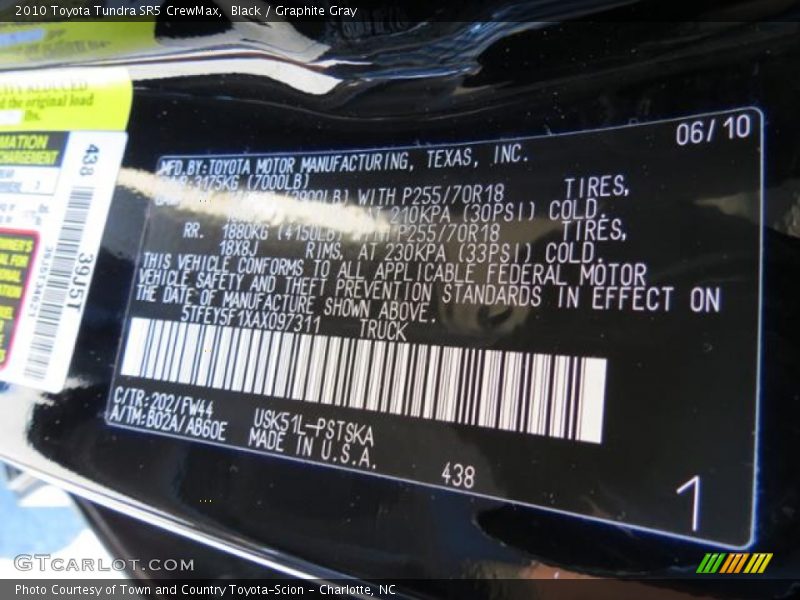 2010 Toyota Tundra SR5 CrewMax, Black / Graphite Gray
the original load
lbs.
438
39J5T
06/10
MFD.BY:TOYOTA MOTOR MANUFACTURING, TEXAS, INC.
3175KG (7000LB)
WITH P255/70R18 TIRES,
AT 210KPA (30PSI) COLD.
RR. 1880KG (4150LB) WITH P255/70R18 TIRES,
18X8J RIMS, AT 230KPA (33PSI) COLD.
THIS VEHICLE CONFORMS TO ALL APPLICABLE FEDERAL MOTOR
VEHICLE SAFETY AND THEFT PREVENTION STANDARDS IN EFFECT ON
THE DATE OF MANUFACTURE SHOWN ABOVE.
5TFEY5F1XAX097311 TRUCK
C/TR:202/FW44
A/TM:B02A/AB60E
USK51L-PSTSKA
MADE IN U.S.A.
438
1
GTCARLOT.COM
Photo Courtesy of Town and Country Toyota-Scion - Charlotte, NC